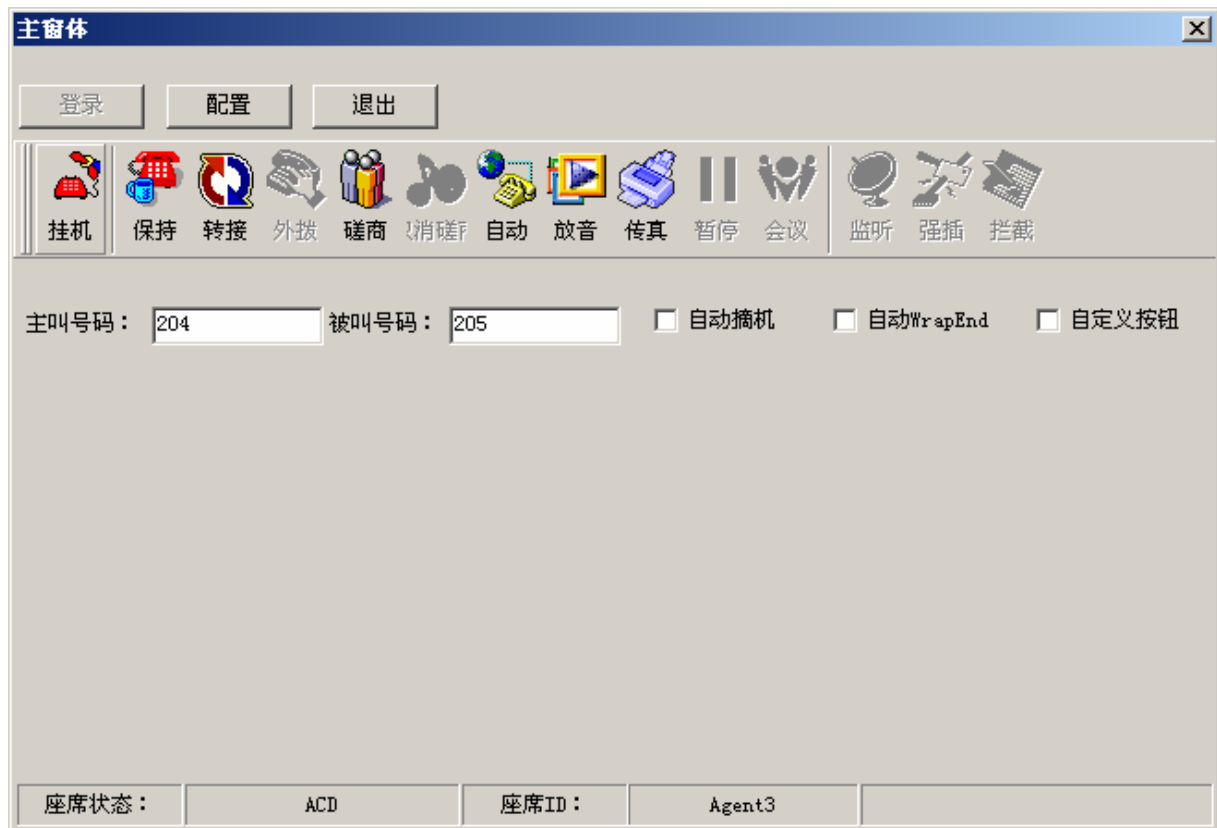 主窗体
登录 配置 退出
挂机 保持 转接 外拨 磋商 消磋 自动 放音 传真 暂停 会议 监听 强插 拦截
主叫号码： 204 被叫号码： 205 自动摘机 自动WrapEnd 自定义按钮
座席状态： ACD 座席ID： Agent3